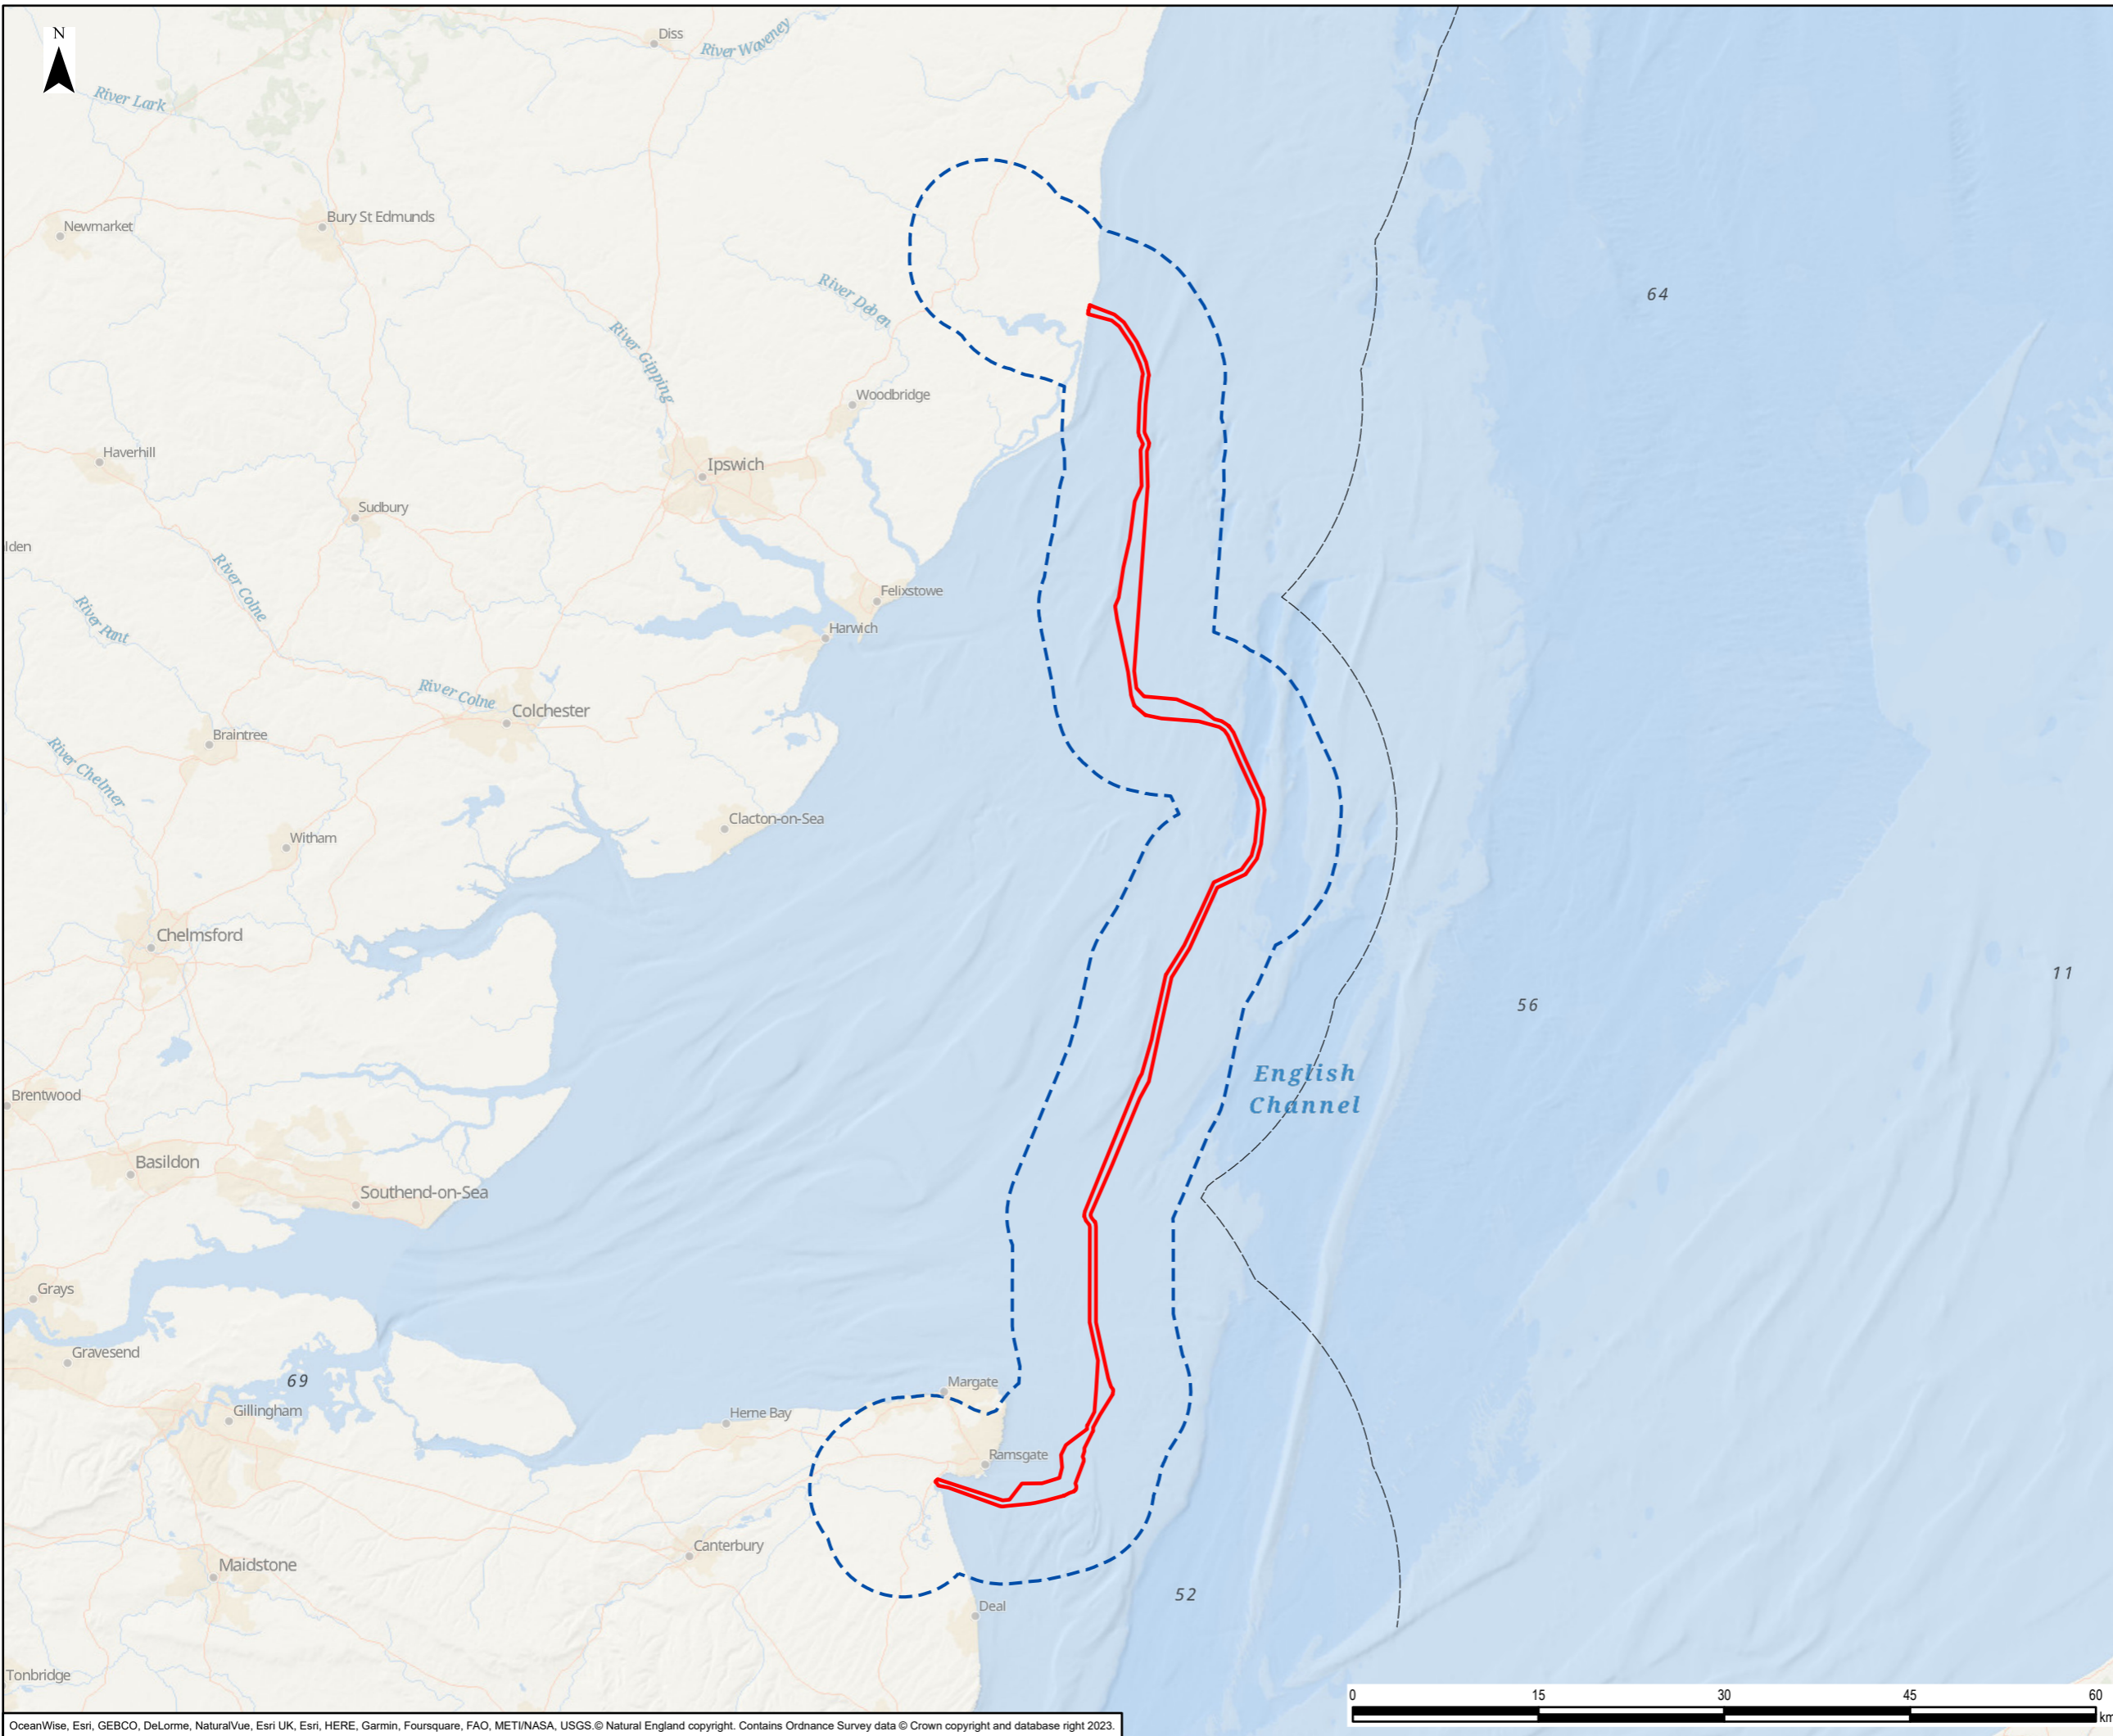 N
Diss
River Waveney
River Lark
Newmarket
Bury St Edmunds
River Deben
64
River Gipping
Woodbridge
Haverhill
Ipswich
Sudbury
lden
River Colne
Felixstowe
River Pant
Harwich
River Colne
Colchester
Braintree
River Chelmer
Clacton-on-Sea
Witham
Chelmsford
11
56
English
Channel
Brentwood
Basildon
Southend-on-Sea
Grays
Gravesend
69
Margate
Gillingham
Herne Bay
Ramsgate
Canterbury
Maidstone
52
Deal
Tonbridge
0 15 30 45 60
km
OceanWise, Esri, GEBCO, DeLorme, NaturalVue, Esri UK, Esri, HERE, Garmin, Foursquare, FAO, METI/NASA, USGS.© Natural England copyright. Contains Ordnance Survey data © Crown copyright and database right 2023.